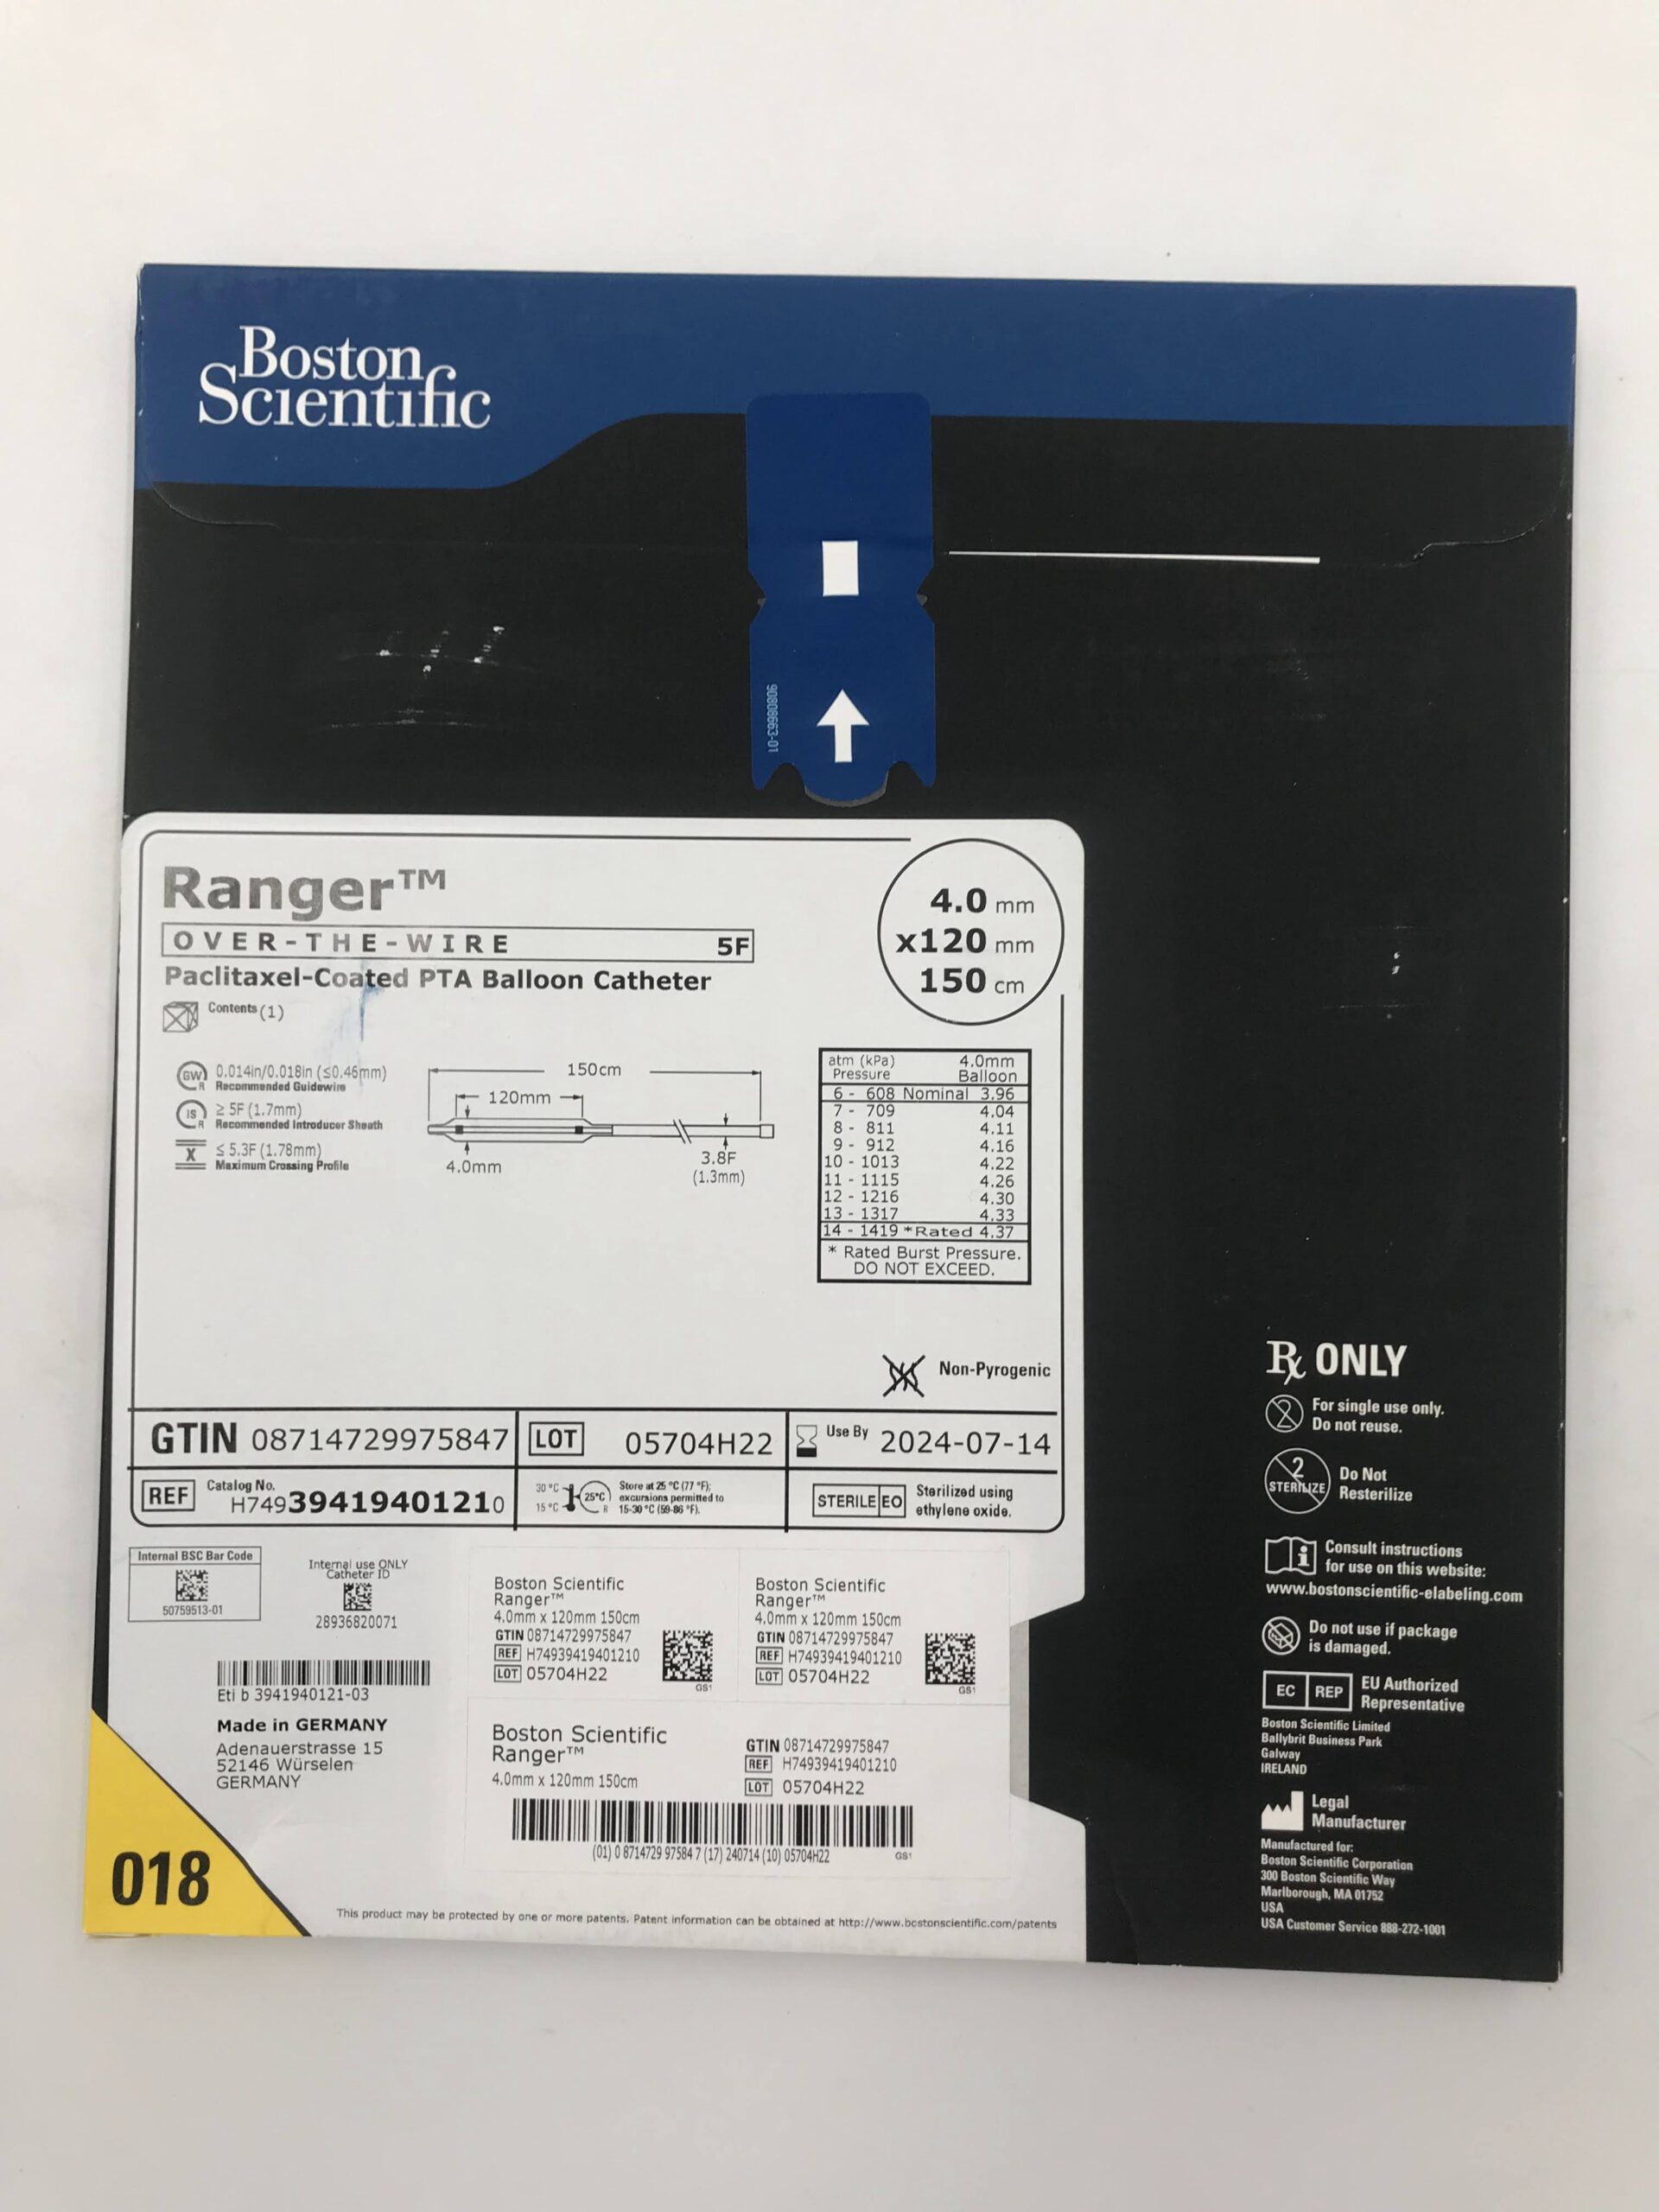 Boston
Scientific
90808663-01
Ranger™
OVER-THE-WIRE 5F
Paclitaxel-Coated PTA Balloon Catheter
Contents (1)
4.0 mm
x120 mm
150 cm
GW R 0.014in/0.018in (≤0.46mm)
Recommended Guidewire
IS R ≥ 5F (1.7mm)
Recommended Introducer Sheath
X ≤ 5.3F (1.78mm)
Maximum Crossing Profile
150cm
120mm
4.0mm
3.8F
(1.3mm)
atm (kPa) 4.0mm
Pressure Balloon
6 - 608 Nominal 3.96
7 - 709 4.04
8 - 811 4.11
9 - 912 4.16
10 - 1013 4.22
11 - 1115 4.26
12 - 1216 4.30
13 - 1317 4.33
14 - 1419 *Rated 4.37
* Rated Burst Pressure.
DO NOT EXCEED.
Non-Pyrogenic
GTIN 08714729975847
LOT 05704H22
Use By 2024-07-14
REF Catalog No.
H74939419401210
30 °C
15 °C
25°C
R
Store at 25 °C (77 °F);
excursions permitted to
15-30 °C (59-86 °F).
STERILE EO
Sterilized using
ethylene oxide.
Internal BSC Bar Code
50759513-01
Internal use ONLY
Catheter ID
28936820071
Eti b 3941940121-03
Made in GERMANY
Adenauerstrasse 15
52146 Würselen
GERMANY
018
Boston Scientific
Ranger™
4.0mm x 120mm 150cm
GTIN 08714729975847
REF H74939419401210
LOT 05704H22
GS1
Boston Scientific
Ranger™
4.0mm x 120mm 150cm
GTIN 08714729975847
REF H74939419401210
LOT 05704H22
GS1
Boston Scientific
Ranger™
4.0mm x 120mm 150cm
GTIN 08714729975847
REF H74939419401210
LOT 05704H22
(01) 0 8714729 97584 7 (17) 240714 (10) 05704H22
GS1
This product may be protected by one or more patents. Patent information can be obtained at http://www.bostonscientific.com/patents
Rx ONLY
2
For single use only.
Do not reuse.
2
STERILIZE
Do Not
Resterilize
i
Consult instructions
for use on this website:
www.bostonscientific-elabeling.com
Do not use if package
is damaged.
EC REP
EU Authorized
Representative
Boston Scientific Limited
Ballybrit Business Park
Galway
IRELAND
Legal
Manufacturer
Manufactured for:
Boston Scientific Corporation
300 Boston Scientific Way
Marlborough, MA 01752
USA
USA Customer Service 888-272-1001